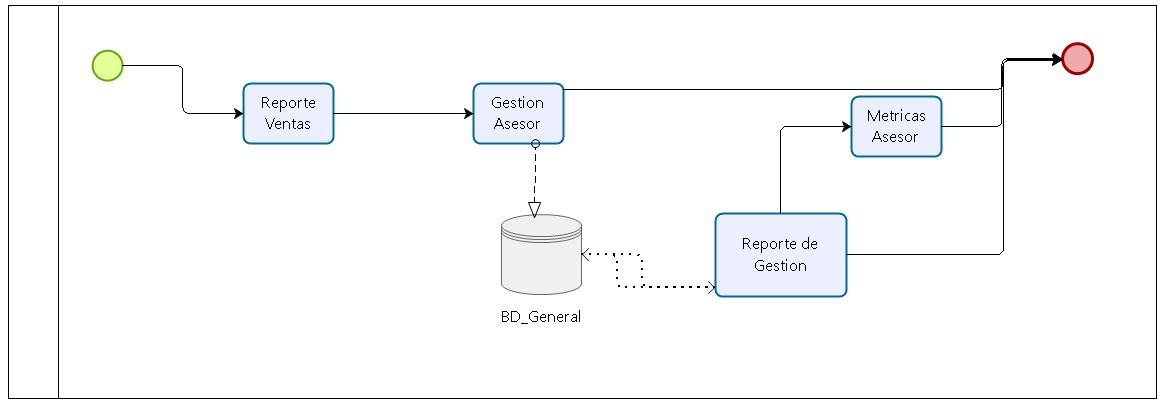 Reporte
Ventas
Gestion
Asesor
Metricas
Asesor
Reporte de
Gestion
BD_General